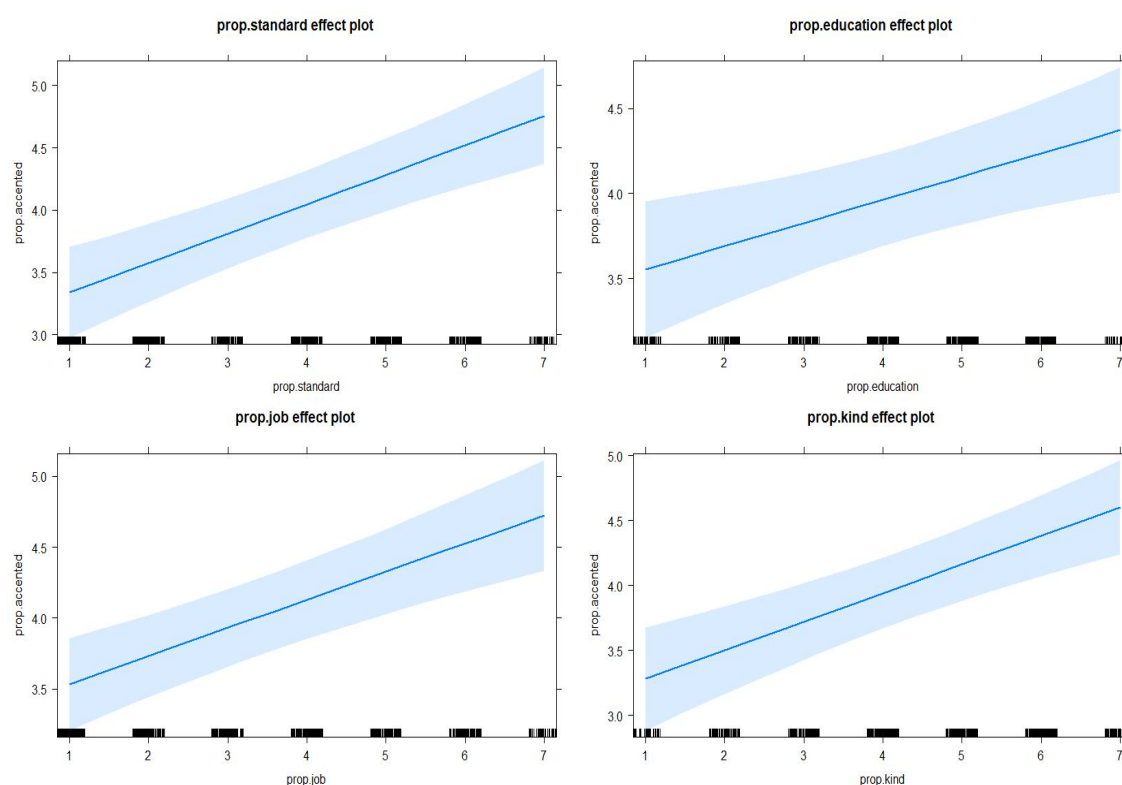 prop.standard effect plot
5.0
4.5
4.0
3.5
3.0
prop.accented
1 2 3 4 5 6 7
prop.standard
prop.education effect plot
4.5
4.0
3.5
prop.accented
1 2 3 4 5 6 7
prop.education
prop.job effect plot
5.0
4.5
4.0
3.5
prop.accented
1 2 3 4 5 6 7
prop.job
prop.kind effect plot
5.0
4.5
4.0
3.5
3.0
prop.accented
1 2 3 4 5 6 7
prop.kind